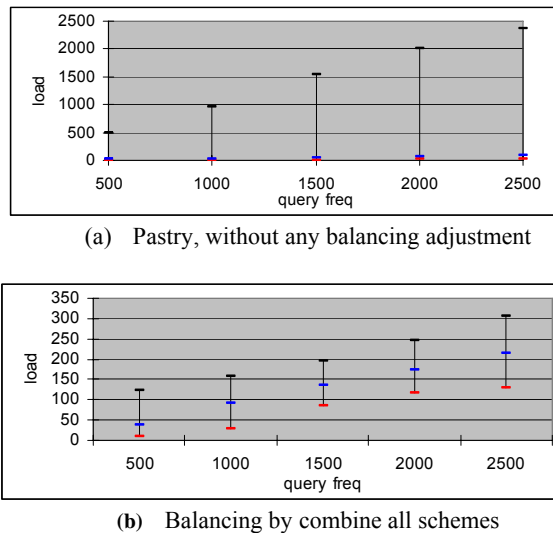 2500
2000
1500
1000
500
0
load
500 1000 1500 2000 2500
query freq
(a) Pastry, without any balancing adjustment
350
300
250
200
150
100
50
0
load
500 1000 1500 2000 2500
query freq
(b) Balancing by combine all schemes